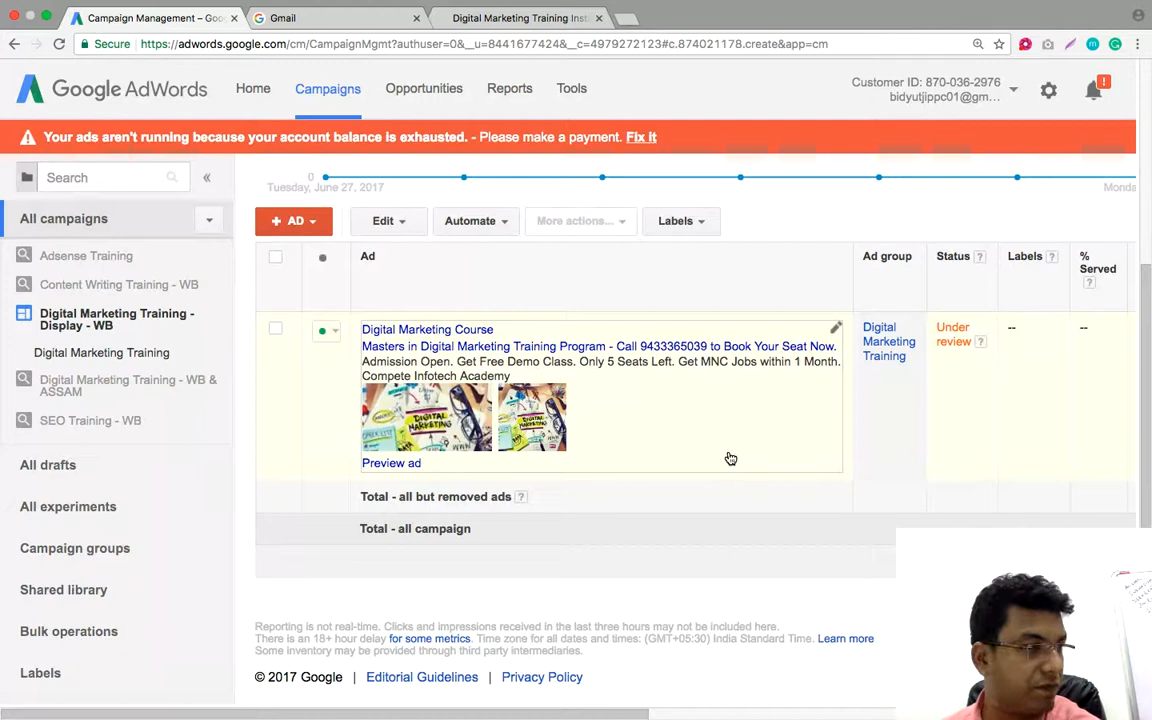 Campaign Management – Goo
Gmail
Digital Marketing Training Inst
Secure
https://adwords.google.com/cm/CampaignMgmt?authuser=0&__u=8441677424&__c=4979272123#c.874021178.create&app=cm
Google AdWords
Home
Campaigns
Opportunities
Reports
Tools
Customer ID: 870-036-2976
bidyutjippc01@gm...
!
Your ads aren't running because your account balance is exhausted. - Please make a payment. Fix it
Search
«
0
Tuesday, June 27, 2017
Monda
All campaigns
+ AD
Edit
Automate
More actions...
Labels
Adsense Training
Content Writing Training - WB
Digital Marketing Training -
Display - WB
Digital Marketing Training
Digital Marketing Training - WB &
ASSAM
SEO Training - WB
All drafts
All experiments
Campaign groups
Shared library
Bulk operations
Labels
Ad
Ad group
Status ?
Labels ?
%
Served
?
Digital Marketing Course
Masters in Digital Marketing Training Program - Call 9433365039 to Book Your Seat Now.
Admission Open. Get Free Demo Class. Only 5 Seats Left. Get MNC Jobs within 1 Month.
Compete Infotech Academy
DIGITAL
MARKETING
DIGITAL
MARKETING
Preview ad
Digital
Marketing
Training
Under
review ?
--
--
Total - all but removed ads ?
Total - all campaign
Reporting is not real-time. Clicks and impressions received in the last three hours may not be included here.
There is an 18+ hour delay for some metrics. Time zone for all dates and times: (GMT+05:30) India Standard Time. Learn more
Some inventory may be provided through third party intermediaries.
© 2017 Google | Editorial Guidelines | Privacy Policy